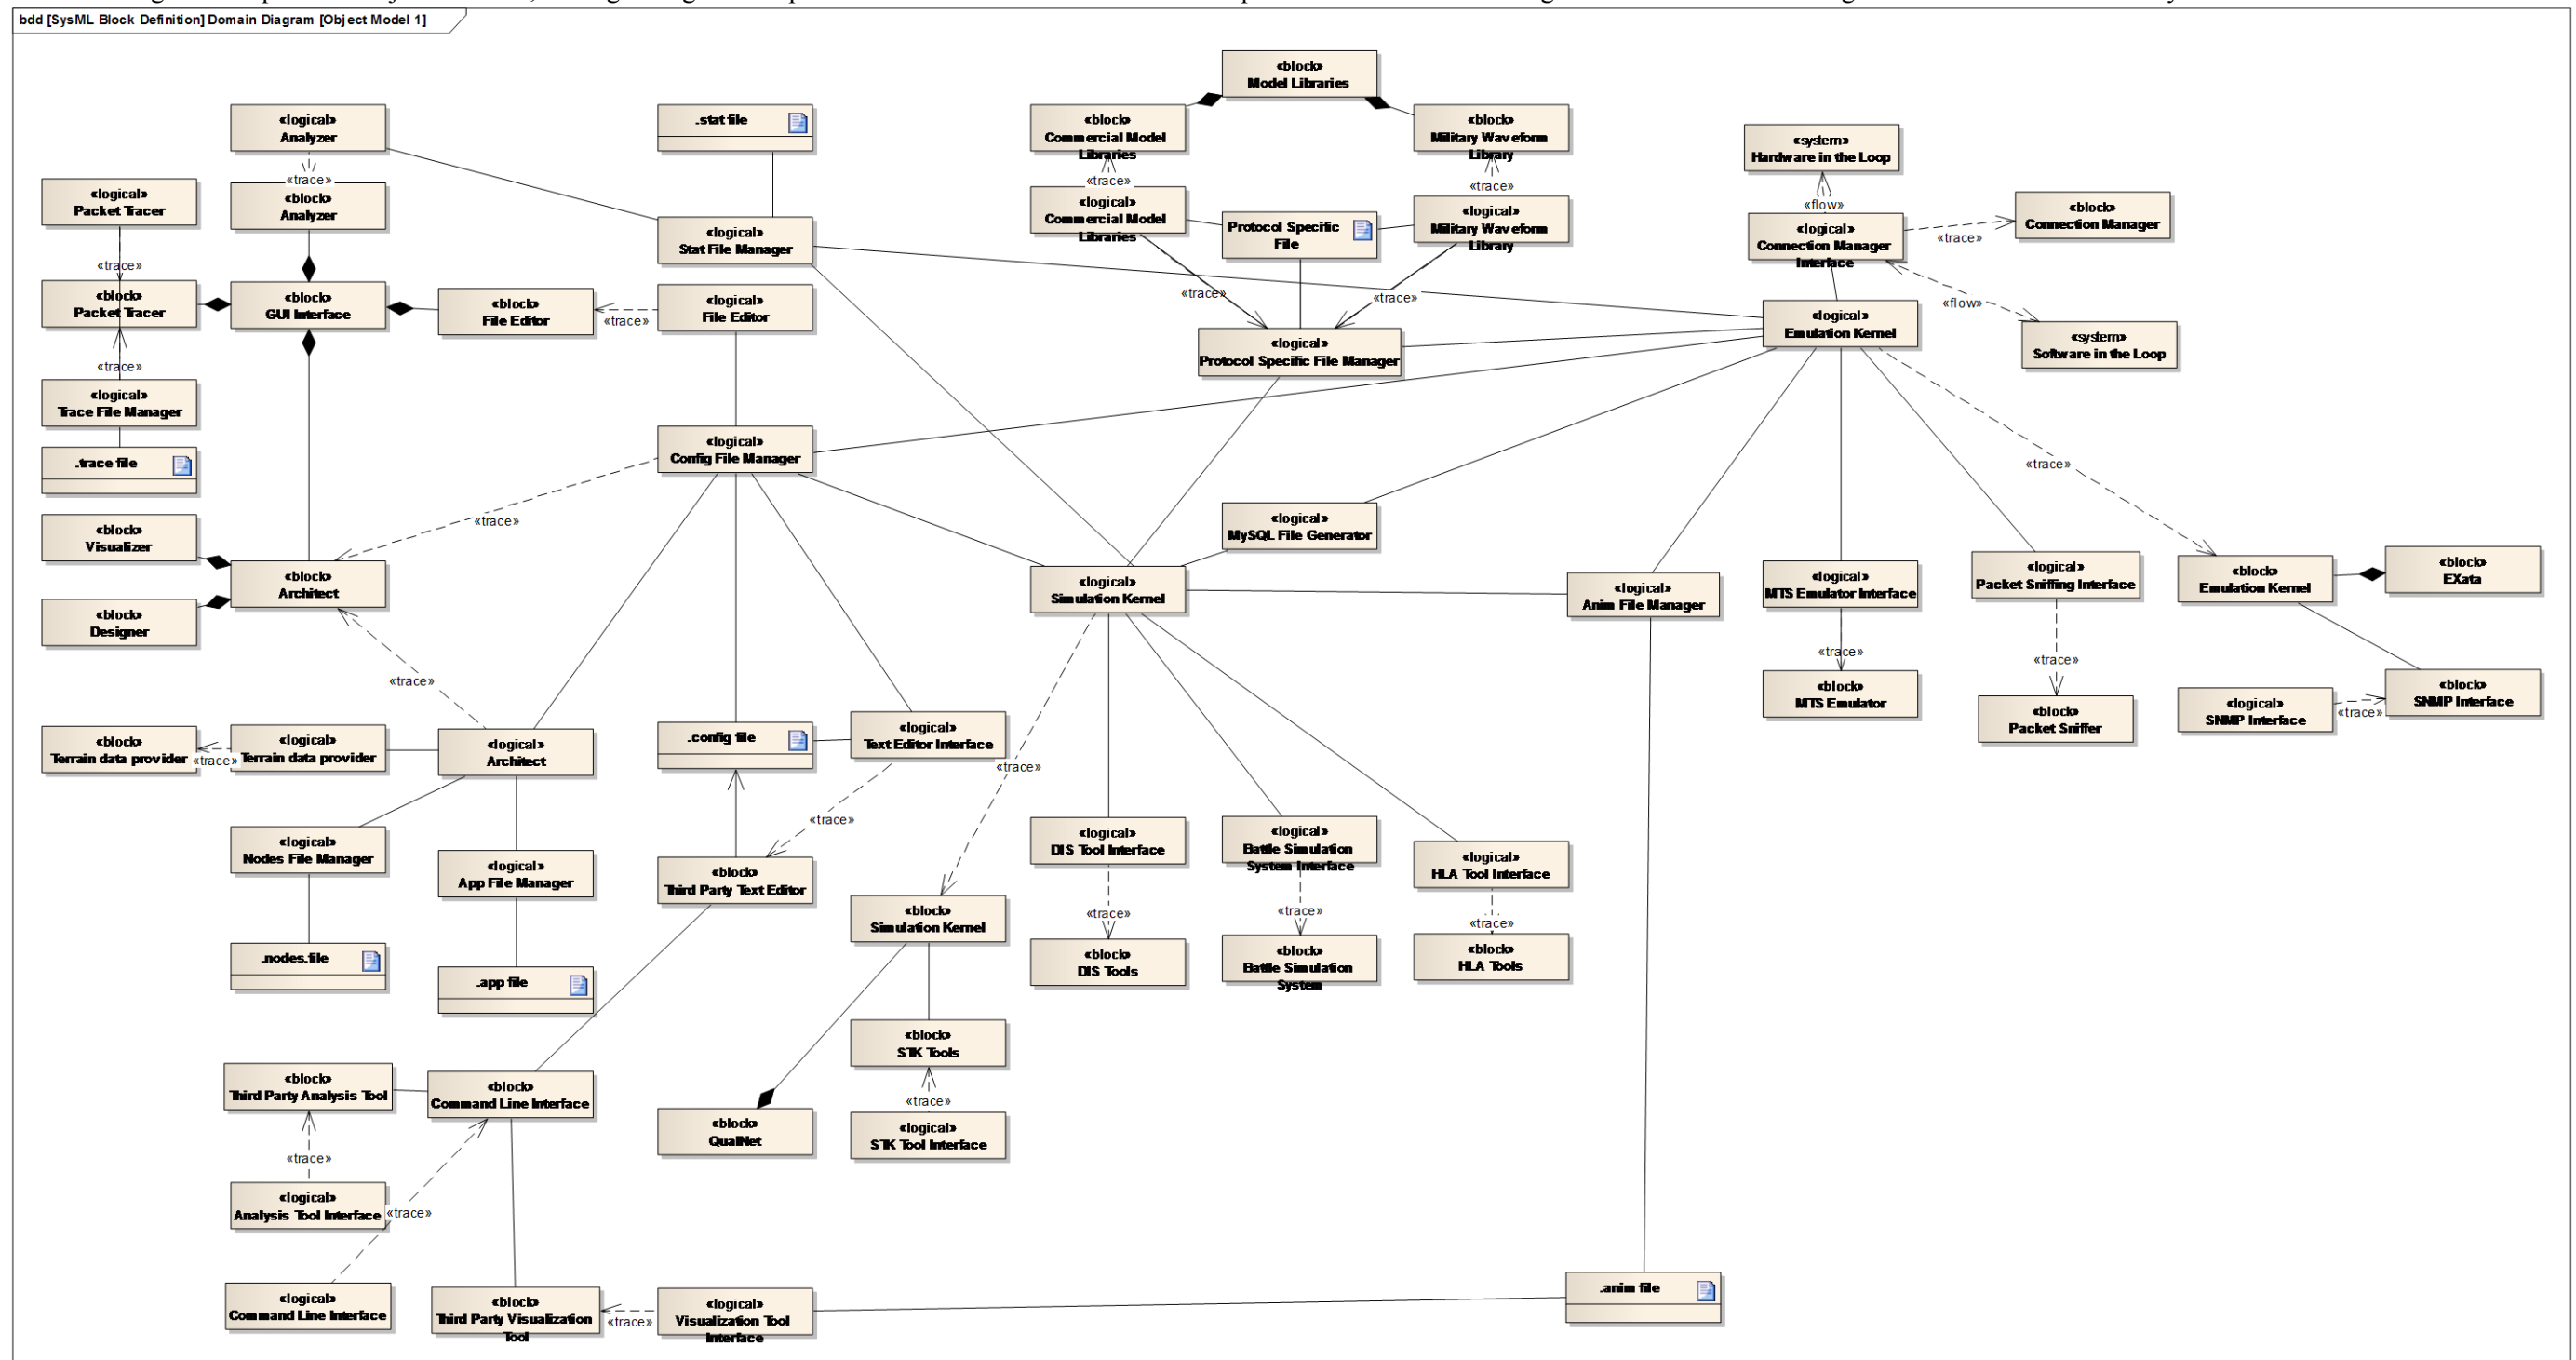 bdd [SysML Block Definition] Domain Diagram [Object Model 1]
«block»
Model Libraries
«logical»
Analyzer
.stat file
«block»
Commercial Model
Libraries
«block»
Military Waveform
Library
«system»
Hardware in the Loop
«trace»
«trace»
«trace»
«logical»
Packet Tracer
«block»
Analyzer
«logical»
Stat File Manager
«logical»
Commercial Model
Libraries
Protocol Specific
File
«logical»
Military Waveform
Library
«flow»
«logical»
Connection Manager
Interface
«trace»
«block»
Connection Manager
«trace»
«block»
Packet Tracer
«block»
GUI Interface
«block»
File Editor
«trace»
«logical»
File Editor
«trace»
«trace»
«flow»
«logical»
Protocol Specific File Manager
«logical»
Emulation Kernel
«system»
Software in the Loop
«trace»
«logical»
Trace File Manager
.trace file
«logical»
Config File Manager
«trace»
«trace»
«block»
Visualizer
«block»
Architect
«block»
Designer
«logical»
MySQL File Generator
«logical»
Simulation Kernel
«logical»
Anim File Manager
«logical»
MTS Emulator Interface
«logical»
Packet Sniffing Interface
«block»
Emulation Kernel
«block»
EXata
«trace»
«trace»
«trace»
«block»
MTS Emulator
«block»
Packet Sniffer
«logical»
SNMP Interface
«trace»
«block»
SNMP Interface
«block»
Terrain data provider
«trace»
«logical»
Terrain data provider
«logical»
Architect
.config file
«logical»
Text Editor Interface
«trace»
«trace»
«logical»
Nodes File Manager
«logical»
App File Manager
«block»
Third Party Text Editor
«logical»
DIS Tool Interface
«logical»
Battle Simulation
System Interface
«logical»
HLA Tool Interface
«block»
Simulation Kernel
«trace»
«trace»
«trace»
.nodes.file
.app file
«block»
DIS Tools
«block»
Battle Simulation
System
«block»
HLA Tools
«block»
STK Tools
«block»
Third Party Analysis Tool
«block»
Command Line Interface
«trace»
«block»
QualNet
«logical»
STK Tool Interface
«trace»
«logical»
Analysis Tool Interface
«trace»
«logical»
Command Line Interface
«block»
Third Party Visualization
Tool
«trace»
«logical»
Visualization Tool
Interface
.anim file